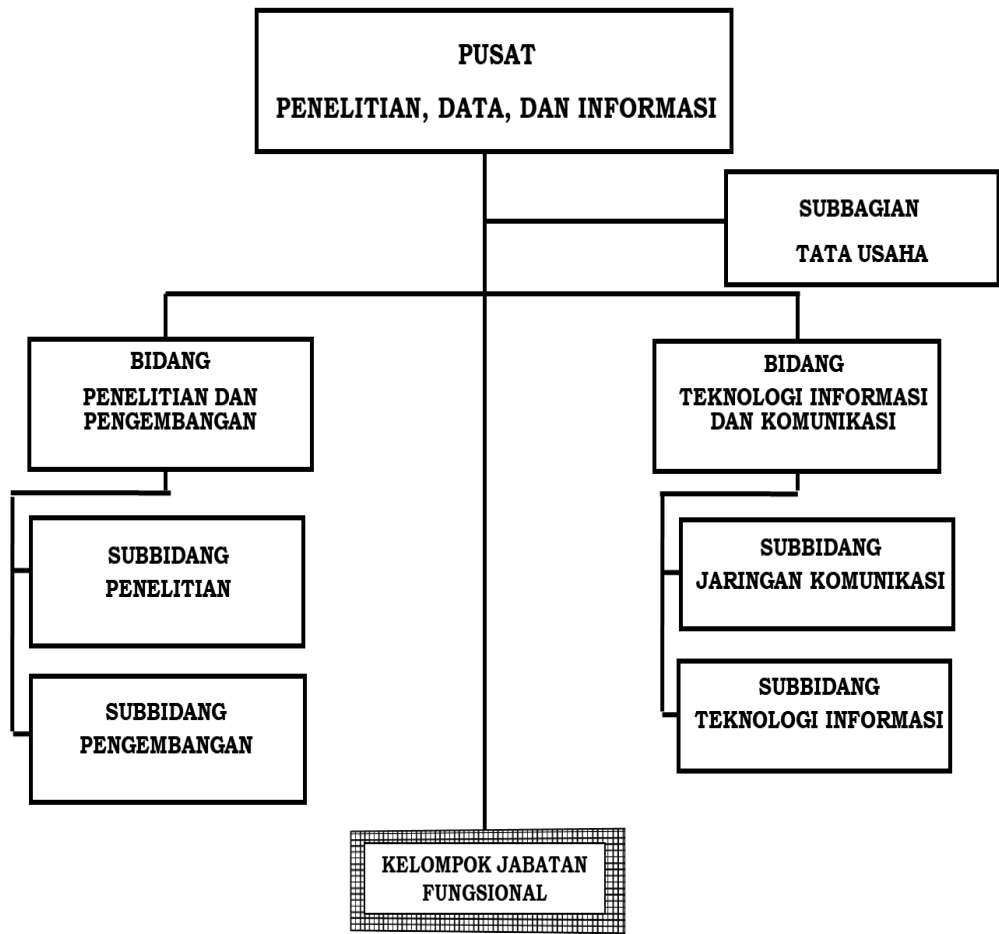 PUSAT
PENELITIAN, DATA, DAN INFORMASI
SUBBAGIAN
TATA USAHA
BIDANG
PENELITIAN DAN
PENGEMBANGAN
BIDANG
TEKNOLOGI INFORMASI
DAN KOMUNIKASI
SUBBIDANG
PENELITIAN
SUBBIDANG
JARINGAN KOMUNIKASI
SUBBIDANG
PENGEMBANGAN
SUBBIDANG
TEKNOLOGI INFORMASI
KELOMPOK JABATAN
FUNGSIONAL